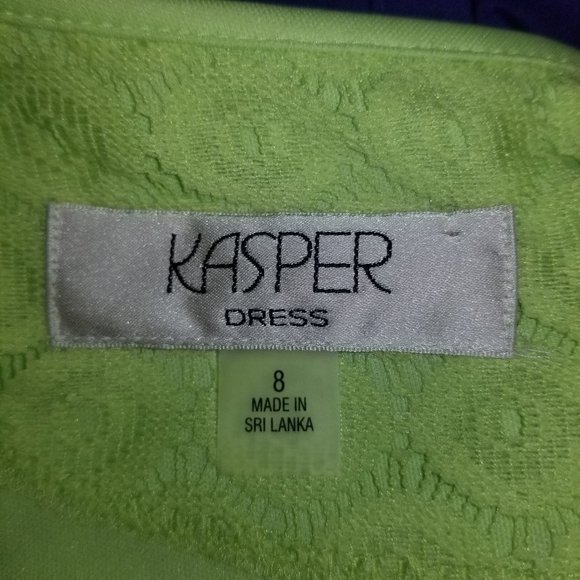 KASPER
DRESS
8
MADE IN
SRI LANKA